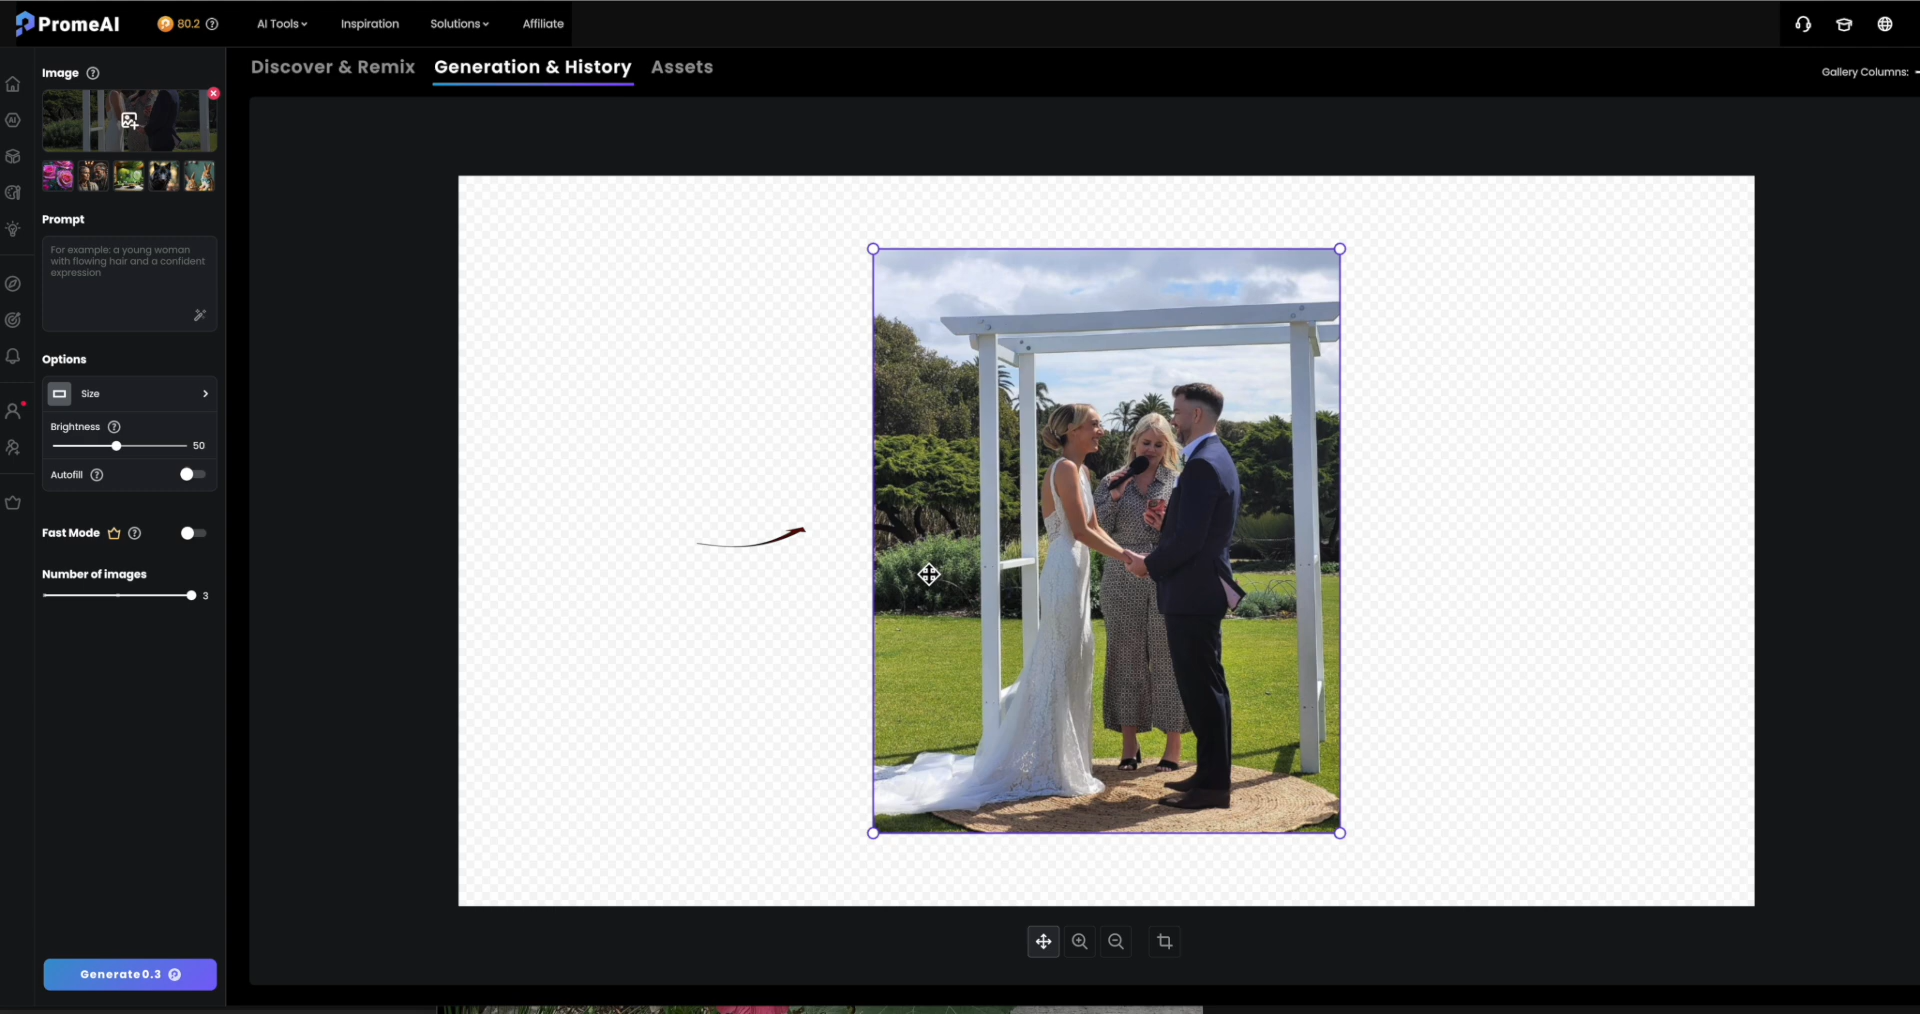 PromeAI
80.2
AI Tools
Inspiration
Solutions
Affiliate
Discover & Remix
Generation & History
Assets
Gallery Columns:
Image
Prompt
For example: a young woman
with flowing hair and a confident
expression
Options
Size
Brightness
50
Autofill
Fast Mode
Number of images
3
Generate0.3